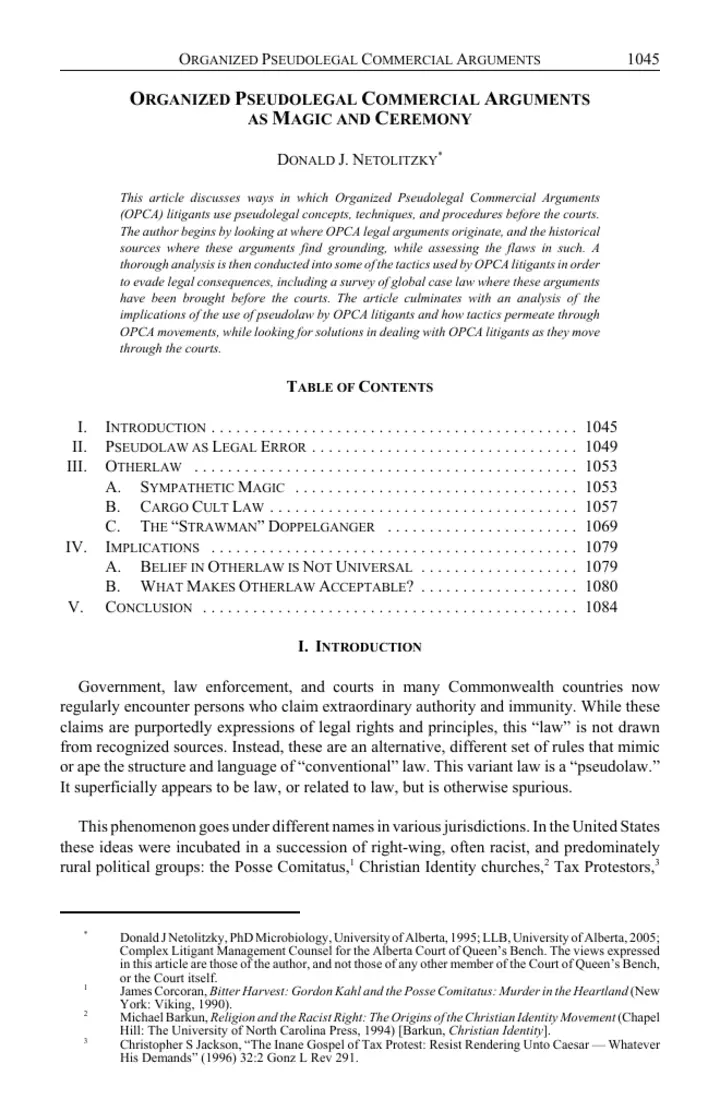 ORGANIZED PSEUDOLEGAL COMMERCIAL ARGUMENTS 1045
ORGANIZED PSEUDOLEGAL COMMERCIAL ARGUMENTS
AS MAGIC AND CEREMONY
DONALD J. NETOLITZKY*
This article discusses ways in which Organized Pseudolegal Commercial Arguments
(OPCA) litigants use pseudolegal concepts, techniques, and procedures before the courts.
The author begins by looking at where OPCA legal arguments originate, and the historical
sources where these arguments find grounding, while assessing the flaws in such. A
thorough analysis is then conducted into some of the tactics used by OPCA litigants in order
to evade legal consequences, including a survey of global case law where these arguments
have been brought before the courts. The article culminates with an analysis of the
implications of the use of pseudolaw by OPCA litigants and how tactics permeate through
OPCA movements, while looking for solutions in dealing with OPCA litigants as they move
through the courts.
TABLE OF CONTENTS
I. INTRODUCTION . . . . . . . . . . . . . . . . . . . . . . . . . . . . . . . . . . . . . . . . . . . . 1045
II. PSEUDOLAW AS LEGAL ERROR . . . . . . . . . . . . . . . . . . . . . . . . . . . . . . . . 1049
III. OTHERLAW . . . . . . . . . . . . . . . . . . . . . . . . . . . . . . . . . . . . . . . . . . . . . . 1053
A. SYMPATHETIC MAGIC . . . . . . . . . . . . . . . . . . . . . . . . . . . . . . . . . . 1053
B. CARGO CULT LAW . . . . . . . . . . . . . . . . . . . . . . . . . . . . . . . . . . . . . 1057
C. THE “STRAWMAN” DOPPELGANGER . . . . . . . . . . . . . . . . . . . . . . . 1069
IV. IMPLICATIONS . . . . . . . . . . . . . . . . . . . . . . . . . . . . . . . . . . . . . . . . . . . . 1079
A. BELIEF IN OTHERLAW IS NOT UNIVERSAL . . . . . . . . . . . . . . . . . . . 1079
B. WHAT MAKES OTHERLAW ACCEPTABLE? . . . . . . . . . . . . . . . . . . . 1080
V. CONCLUSION . . . . . . . . . . . . . . . . . . . . . . . . . . . . . . . . . . . . . . . . . . . . . 1084
I. INTRODUCTION
Government, law enforcement, and courts in many Commonwealth countries now
regularly encounter persons who claim extraordinary authority and immunity. While these
claims are purportedly expressions of legal rights and principles, this “law” is not drawn
from recognized sources. Instead, these are an alternative, different set of rules that mimic
or ape the structure and language of “conventional” law. This variant law is a “pseudolaw.”
It superficially appears to be law, or related to law, but is otherwise spurious.
This phenomenon goes under different names in various jurisdictions. In the United States
these ideas were incubated in a succession of right-wing, often racist, and predominately
rural political groups: the Posse Comitatus,1 Christian Identity churches,2 Tax Protestors,3
* Donald J Netolitzky, PhD Microbiology, University of Alberta, 1995; LLB, University of Alberta, 2005;
Complex Litigant Management Counsel for the Alberta Court of Queen’s Bench. The views expressed
in this article are those of the author, and not those of any other member of the Court of Queen’s Bench,
or the Court itself.
1 James Corcoran, Bitter Harvest: Gordon Kahl and the Posse Comitatus: Murder in the Heartland (New
York: Viking, 1990).
2 Michael Barkun, Religion and the Racist Right: The Origins of the Christian Identity Movement (Chapel
Hill: The University of North Carolina Press, 1994) [Barkun, Christian Identity].
3 Christopher S Jackson, “The Inane Gospel of Tax Protest: Resist Rendering Unto Caesar — Whatever
His Demands” (1996) 32:2 Gonz L Rev 291.